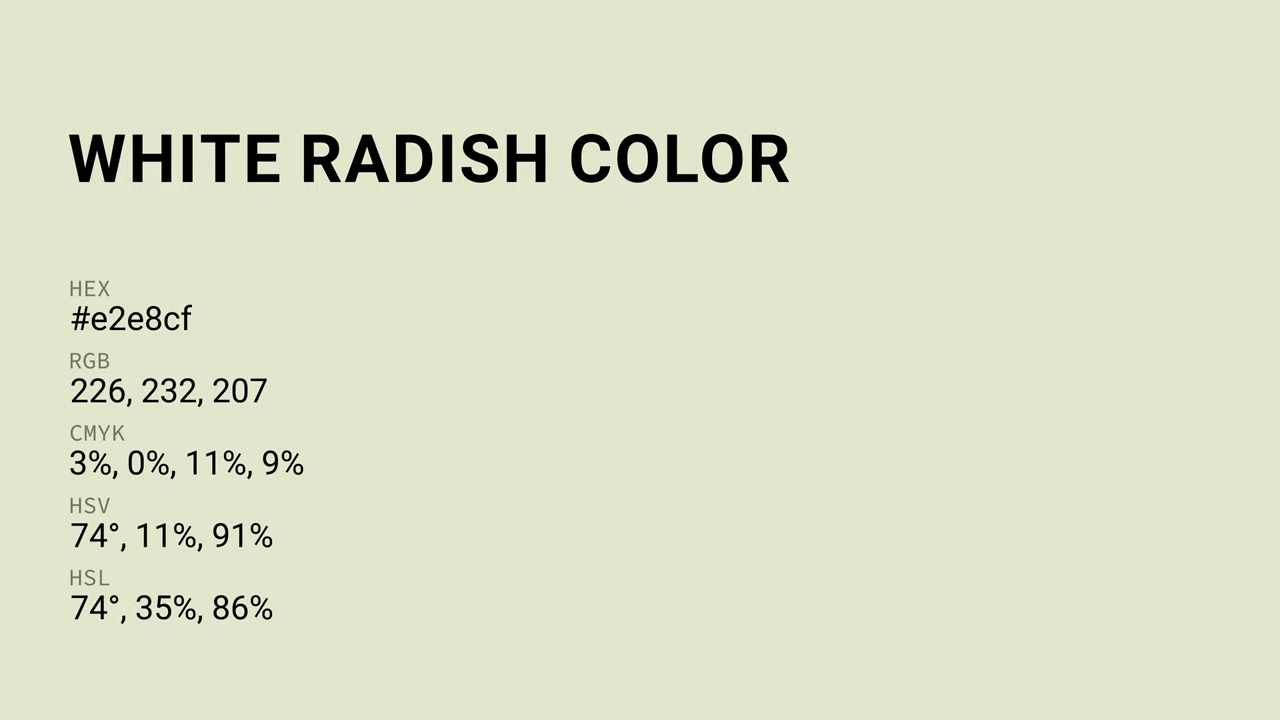 WHITE RADISH COLOR
HEX
#e2e8cf
RGB
226, 232, 207
CMYK
3%, 0%, 11%, 9%
HSV
74°, 11%, 91%
HSL
74°, 35%, 86%